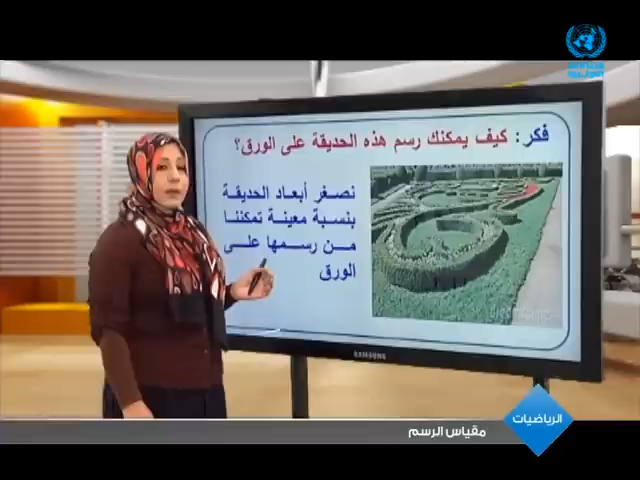 فكر: كيف يمكنك رسم هذه الحديقة على الورق؟
نصغر أبعاد الحديقة
بنسبة معينة تمكننا
من رسمها على
الورق
SAMSUNG
الرياضيات
مقياس الرسم